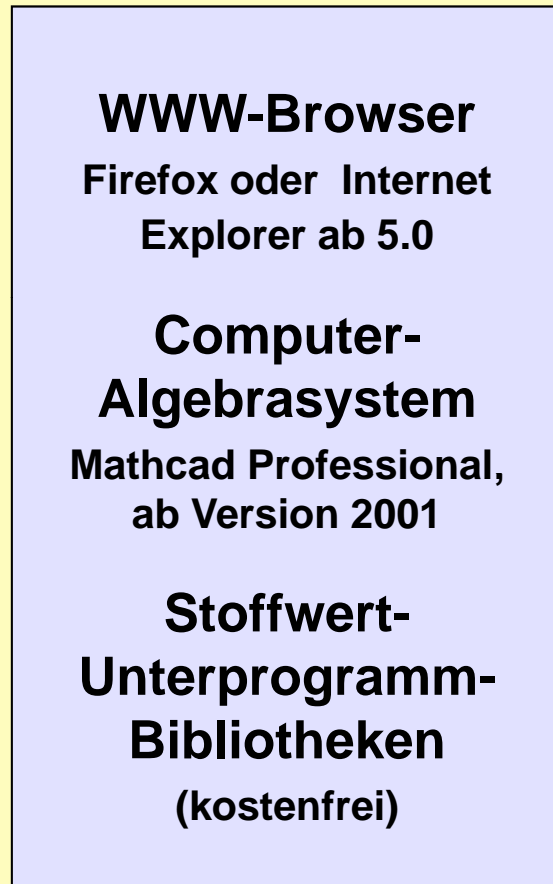 WWW-Browser
Firefox oder Internet
Explorer ab 5.0
Computer-
Algebrasystem
Mathcad Professional,
ab Version 2001
Stoffwert-
Unterprogramm-
Bibliotheken
(kostenfrei)